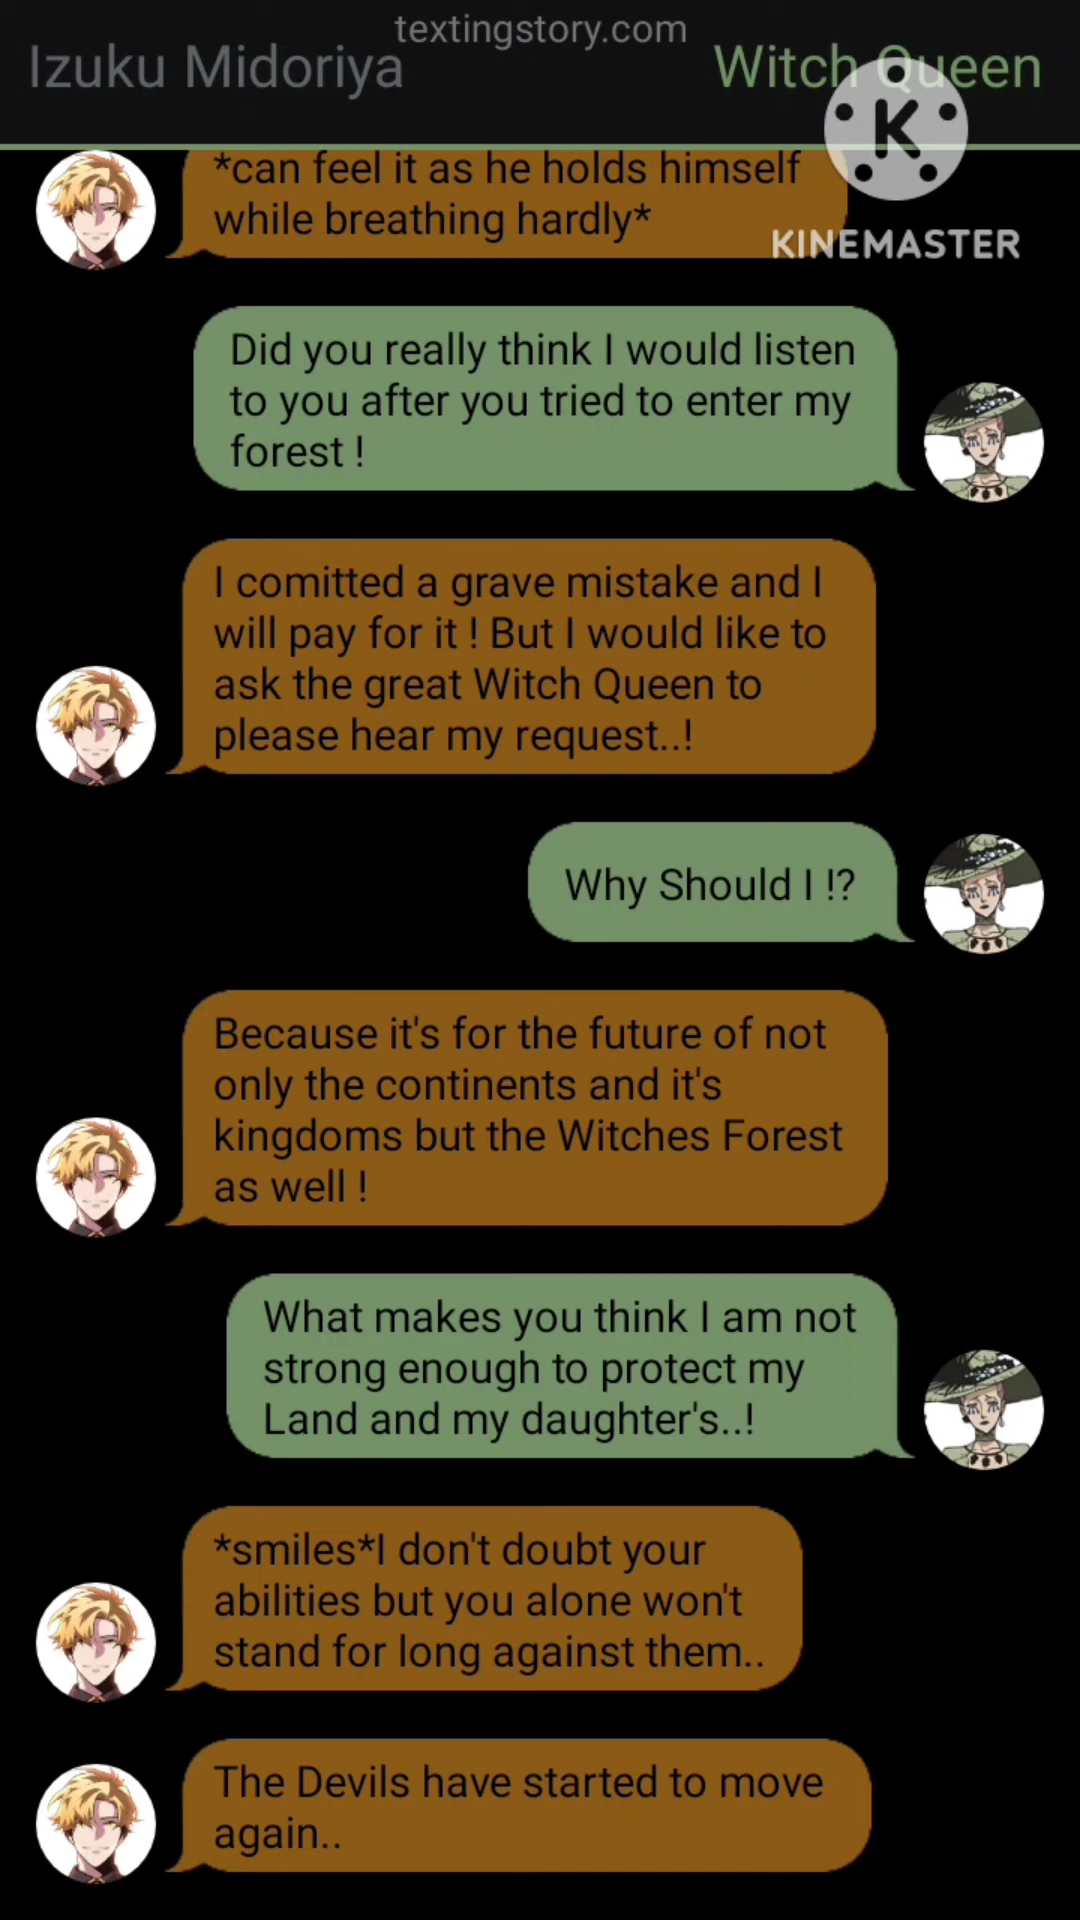 textingstory.com
Izuku Midoriya
Witch Queen
K
KINEMASTER
*can feel it as he holds himself
while breathing hardly*
Did you really think I would listen
to you after you tried to enter my
forest !
I comitted a grave mistake and I
will pay for it ! But I would like to
ask the great Witch Queen to
please hear my request..!
Why Should I !?
Because it's for the future of not
only the continents and it's
kingdoms but the Witches Forest
as well !
What makes you think I am not
strong enough to protect my
Land and my daughter's..!
*smiles*I don't doubt your
abilities but you alone won't
stand for long against them..
The Devils have started to move
again..